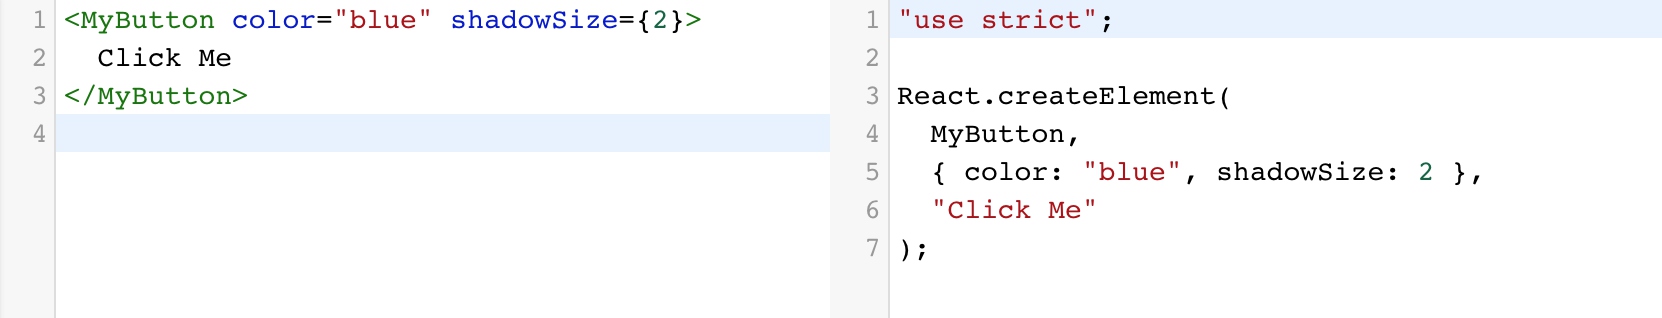 1 <MyButton color="blue" shadowSize={2}>
2   Click Me
3 </MyButton>
4
1 "use strict";
2
3 React.createElement(
4   MyButton,
5   { color: "blue", shadowSize: 2 },
6   "Click Me"
7 );